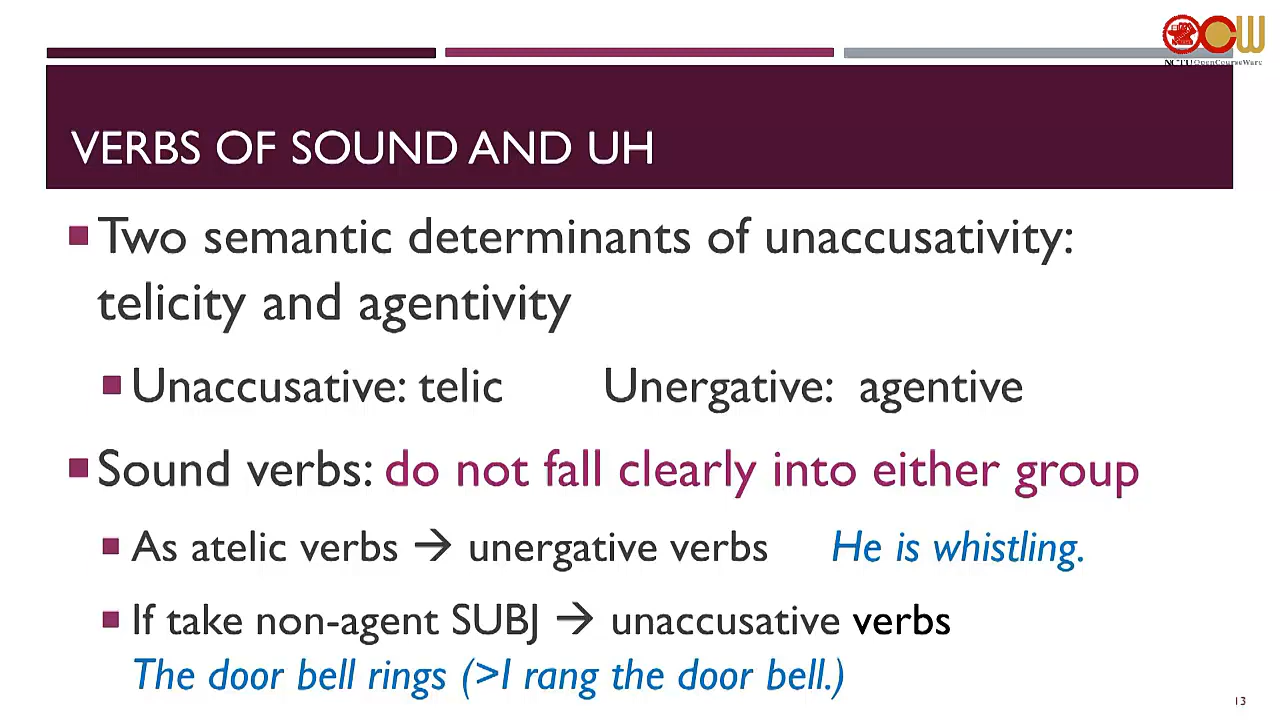 NCTU OpenCourseWare
VERBS OF SOUND AND UH
Two semantic determinants of unaccusativity:
telicity and agentivity
Unaccusative: telic Unergative: agentive
Sound verbs: do not fall clearly into either group
As atelic verbs → unergative verbs He is whistling.
If take non-agent SUBJ → unaccusative verbs
The door bell rings (>I rang the door bell.)
13